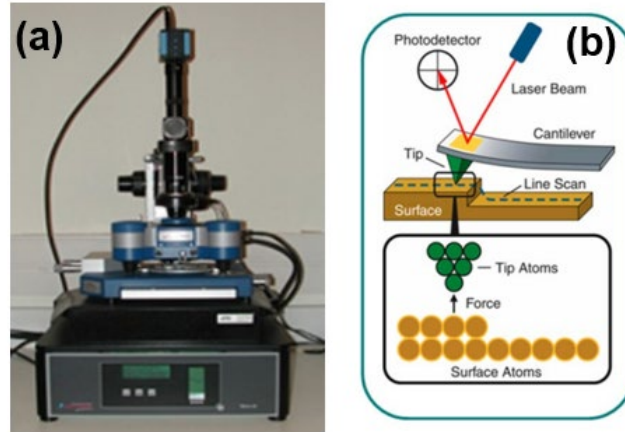 (a)
(b)
Photodetector
Laser Beam
Cantilever
Tip
Line Scan
Surface
Tip Atoms
Force
Surface Atoms